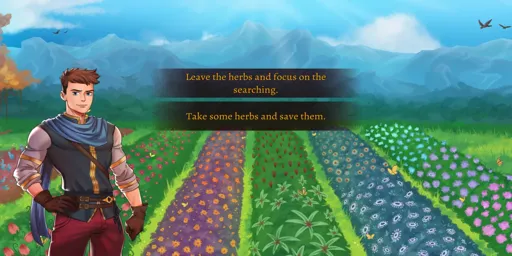 Leave the herbs and focus on the
searching.
Take some herbs and save them.